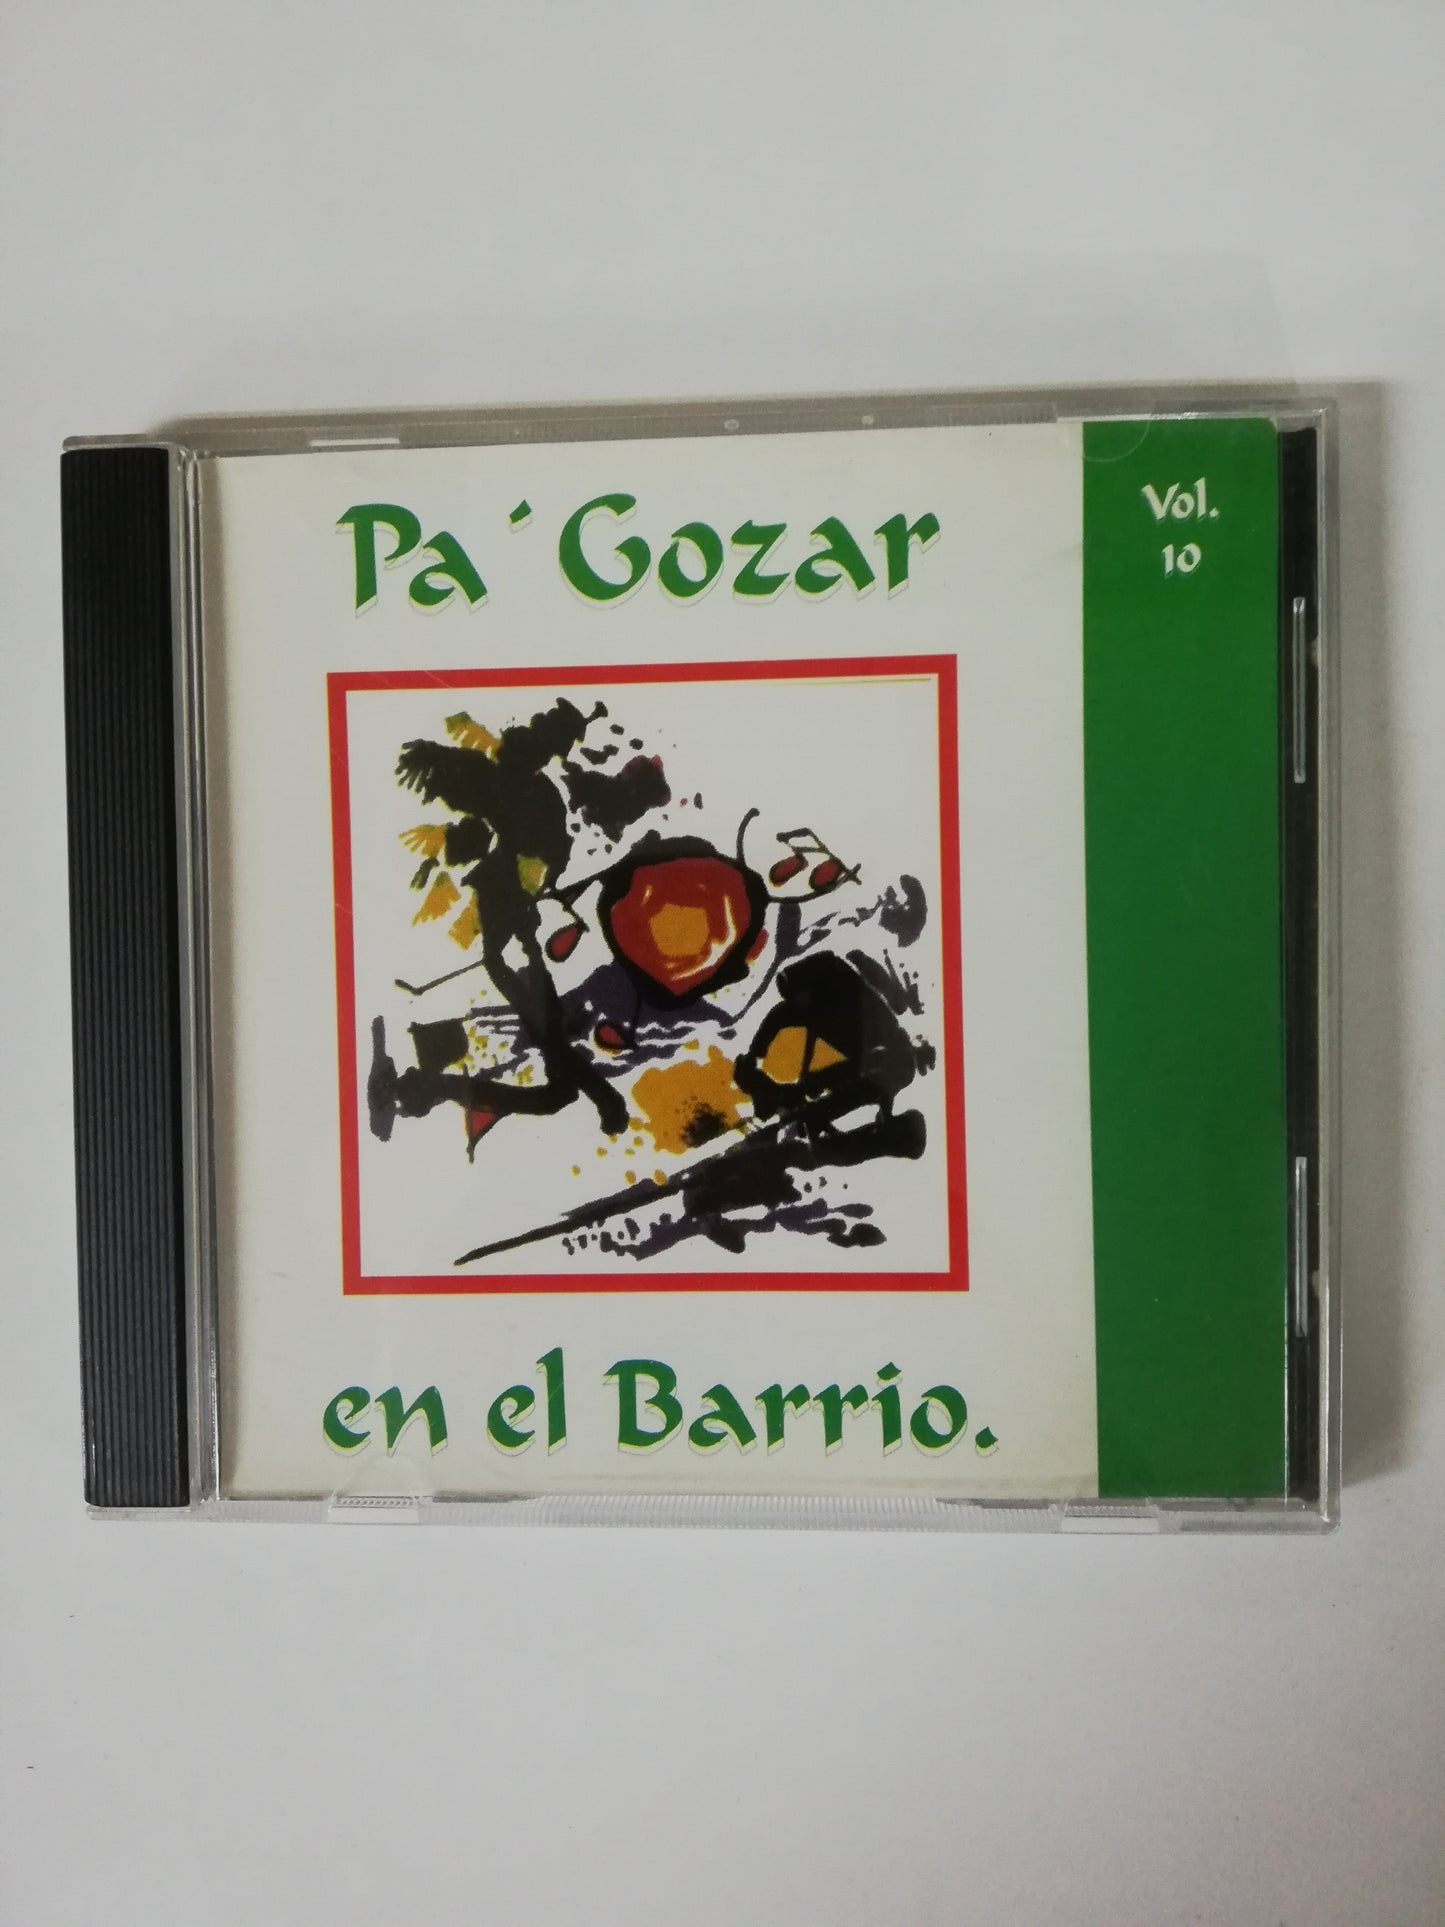 Pa´Gozar
Vol.
10
en el Barrio.